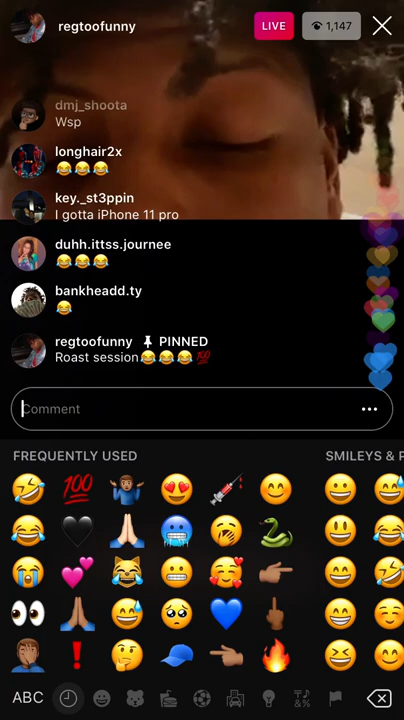 regtoofunny
LIVE
1,147
dmj_shoota
Wsp
longhair2x
😂😂😂
key._st3ppin
I gotta iPhone 11 pro
duhh.ittss.journee
😂😂😂
bankheadd.ty
😂
regtoofunny 📌 PINNED
Roast session😂😂😂💯
Comment
FREQUENTLY USED
SMILEYS & P
ABC